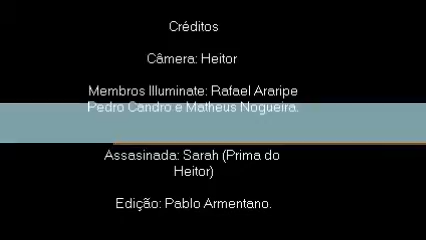 Créditos
Câmera: Heitor
Membros Illuminate: Rafael Araripe
Pedro Candro e Matheus Nogueira.
Assasinada: Sarah (Prima do
Heitor)
Edição: Pablo Armentano.